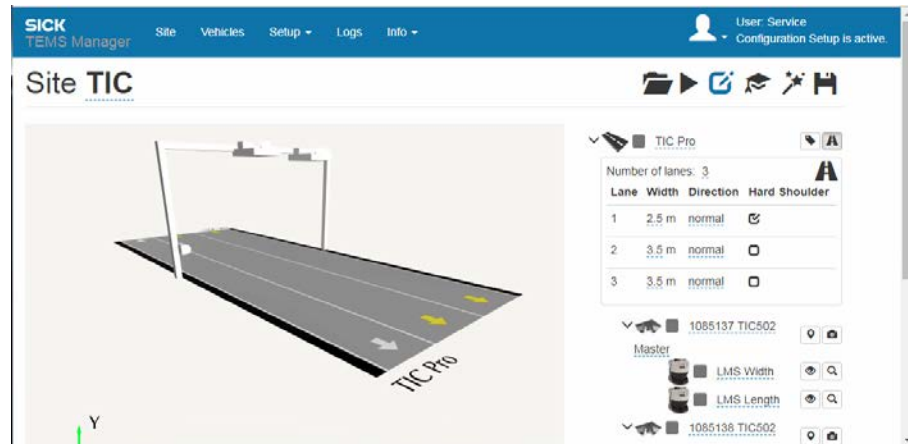 SICK
TEMS Manager
Site Vehicles Setup Logs Info
User: Service
Configuration Setup is active.
Site TIC
TIC Pro
Number of lanes: 3
Lane Width Direction Hard Shoulder
1 2.5 m normal
2 3.5 m normal
3 3.5 m normal
1085137 TIC502
Master
LMS Width
LMS Length
1085138 TIC502
TIC Pro
Y